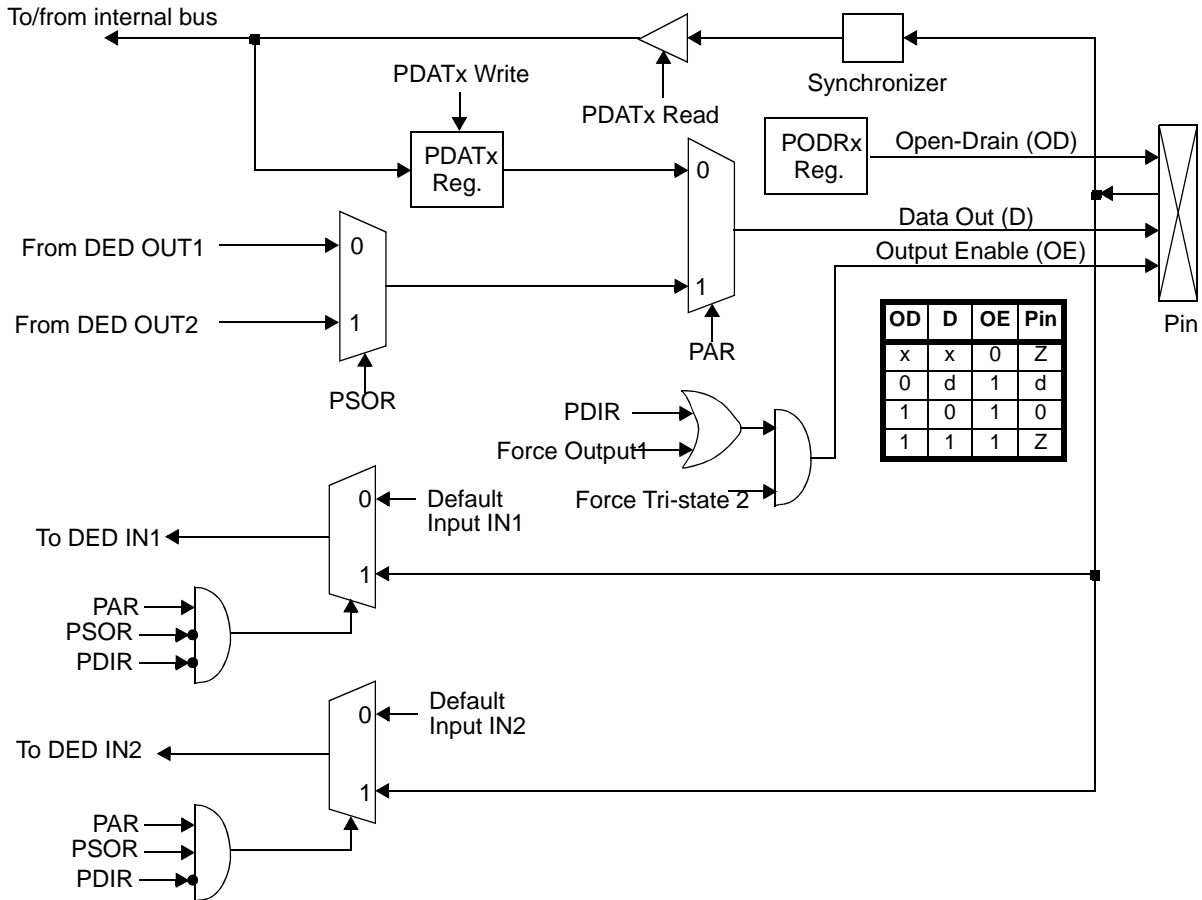 To/from internal bus
PDATx Write
Synchronizer
PDATx Read
PDATx
Reg.
0
1
PAR
PODRx
Reg.
Open-Drain (OD)
Data Out (D)
Output Enable (OE)
Pin
From DED OUT1
From DED OUT2
0
1
PSOR
OD D OE Pin
x x 0 Z
0 d 1 d
1 0 1 0
1 1 1 Z
PDIR
Force Output1
Force Tri-state 2
0
Default
Input IN1
To DED IN1
1
PAR
PSOR
PDIR
0
Default
Input IN2
To DED IN2
1
PAR
PSOR
PDIR